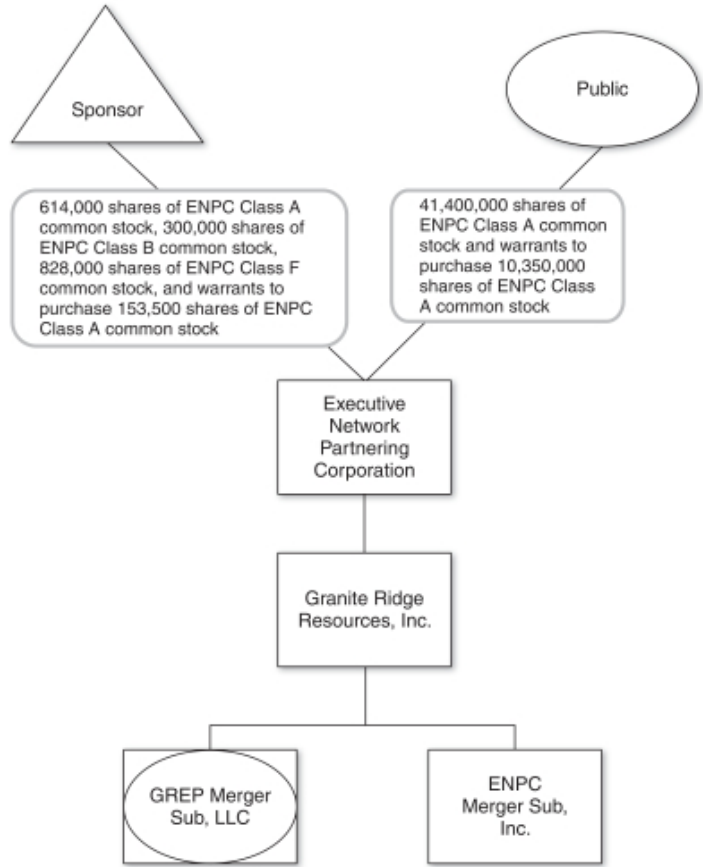 Sponsor
Public
614,000 shares of ENPC Class A
common stock, 300,000 shares of
ENPC Class B common stock,
828,000 shares of ENPC Class F
common stock, and warrants to
purchase 153,500 shares of ENPC
Class A common stock
41,400,000 shares of
ENPC Class A common
stock and warrants to
purchase 10,350,000
shares of ENPC Class
A common stock
Executive
Network
Partnering
Corporation
Granite Ridge
Resources, Inc.
GREP Merger
Sub, LLC
ENPC
Merger Sub,
Inc.